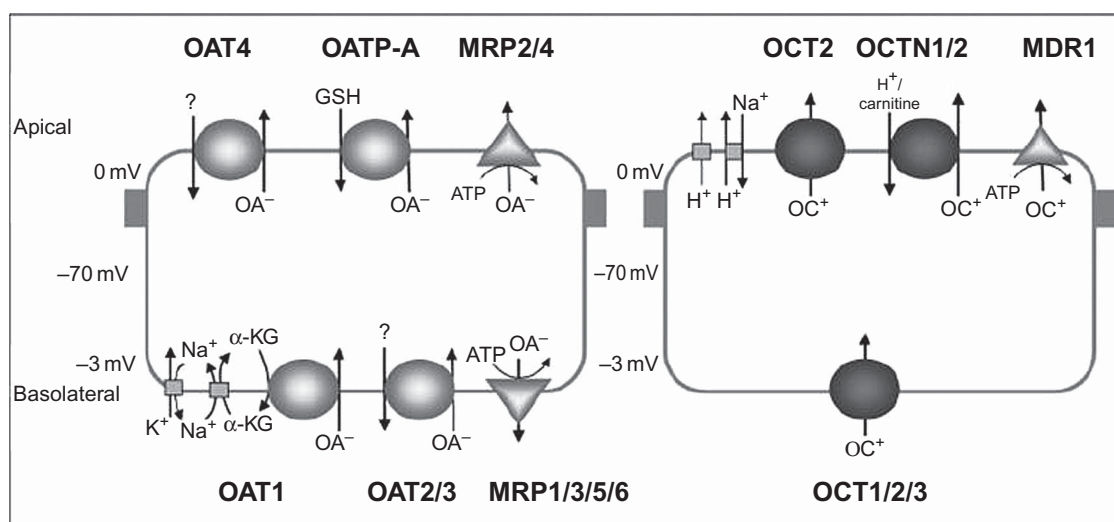 OAT4 OATP-A MRP2/4 OCT2 OCTN1/2 MDR1
? GSH H⁺/ carnitine Na⁺
Apical
0 mV 0 mV
OA⁻ OA⁻ ATP OA⁻ H⁺ H⁺ OC⁺ OC⁺ ATP OC⁺
–70 mV –70 mV
Na⁺ α-KG ? ATP OA⁻
–3 mV –3 mV
Basolateral
K⁺ Na⁺ α-KG OA⁻ OA⁻ OC⁺
OAT1 OAT2/3 MRP1/3/5/6 OCT1/2/3